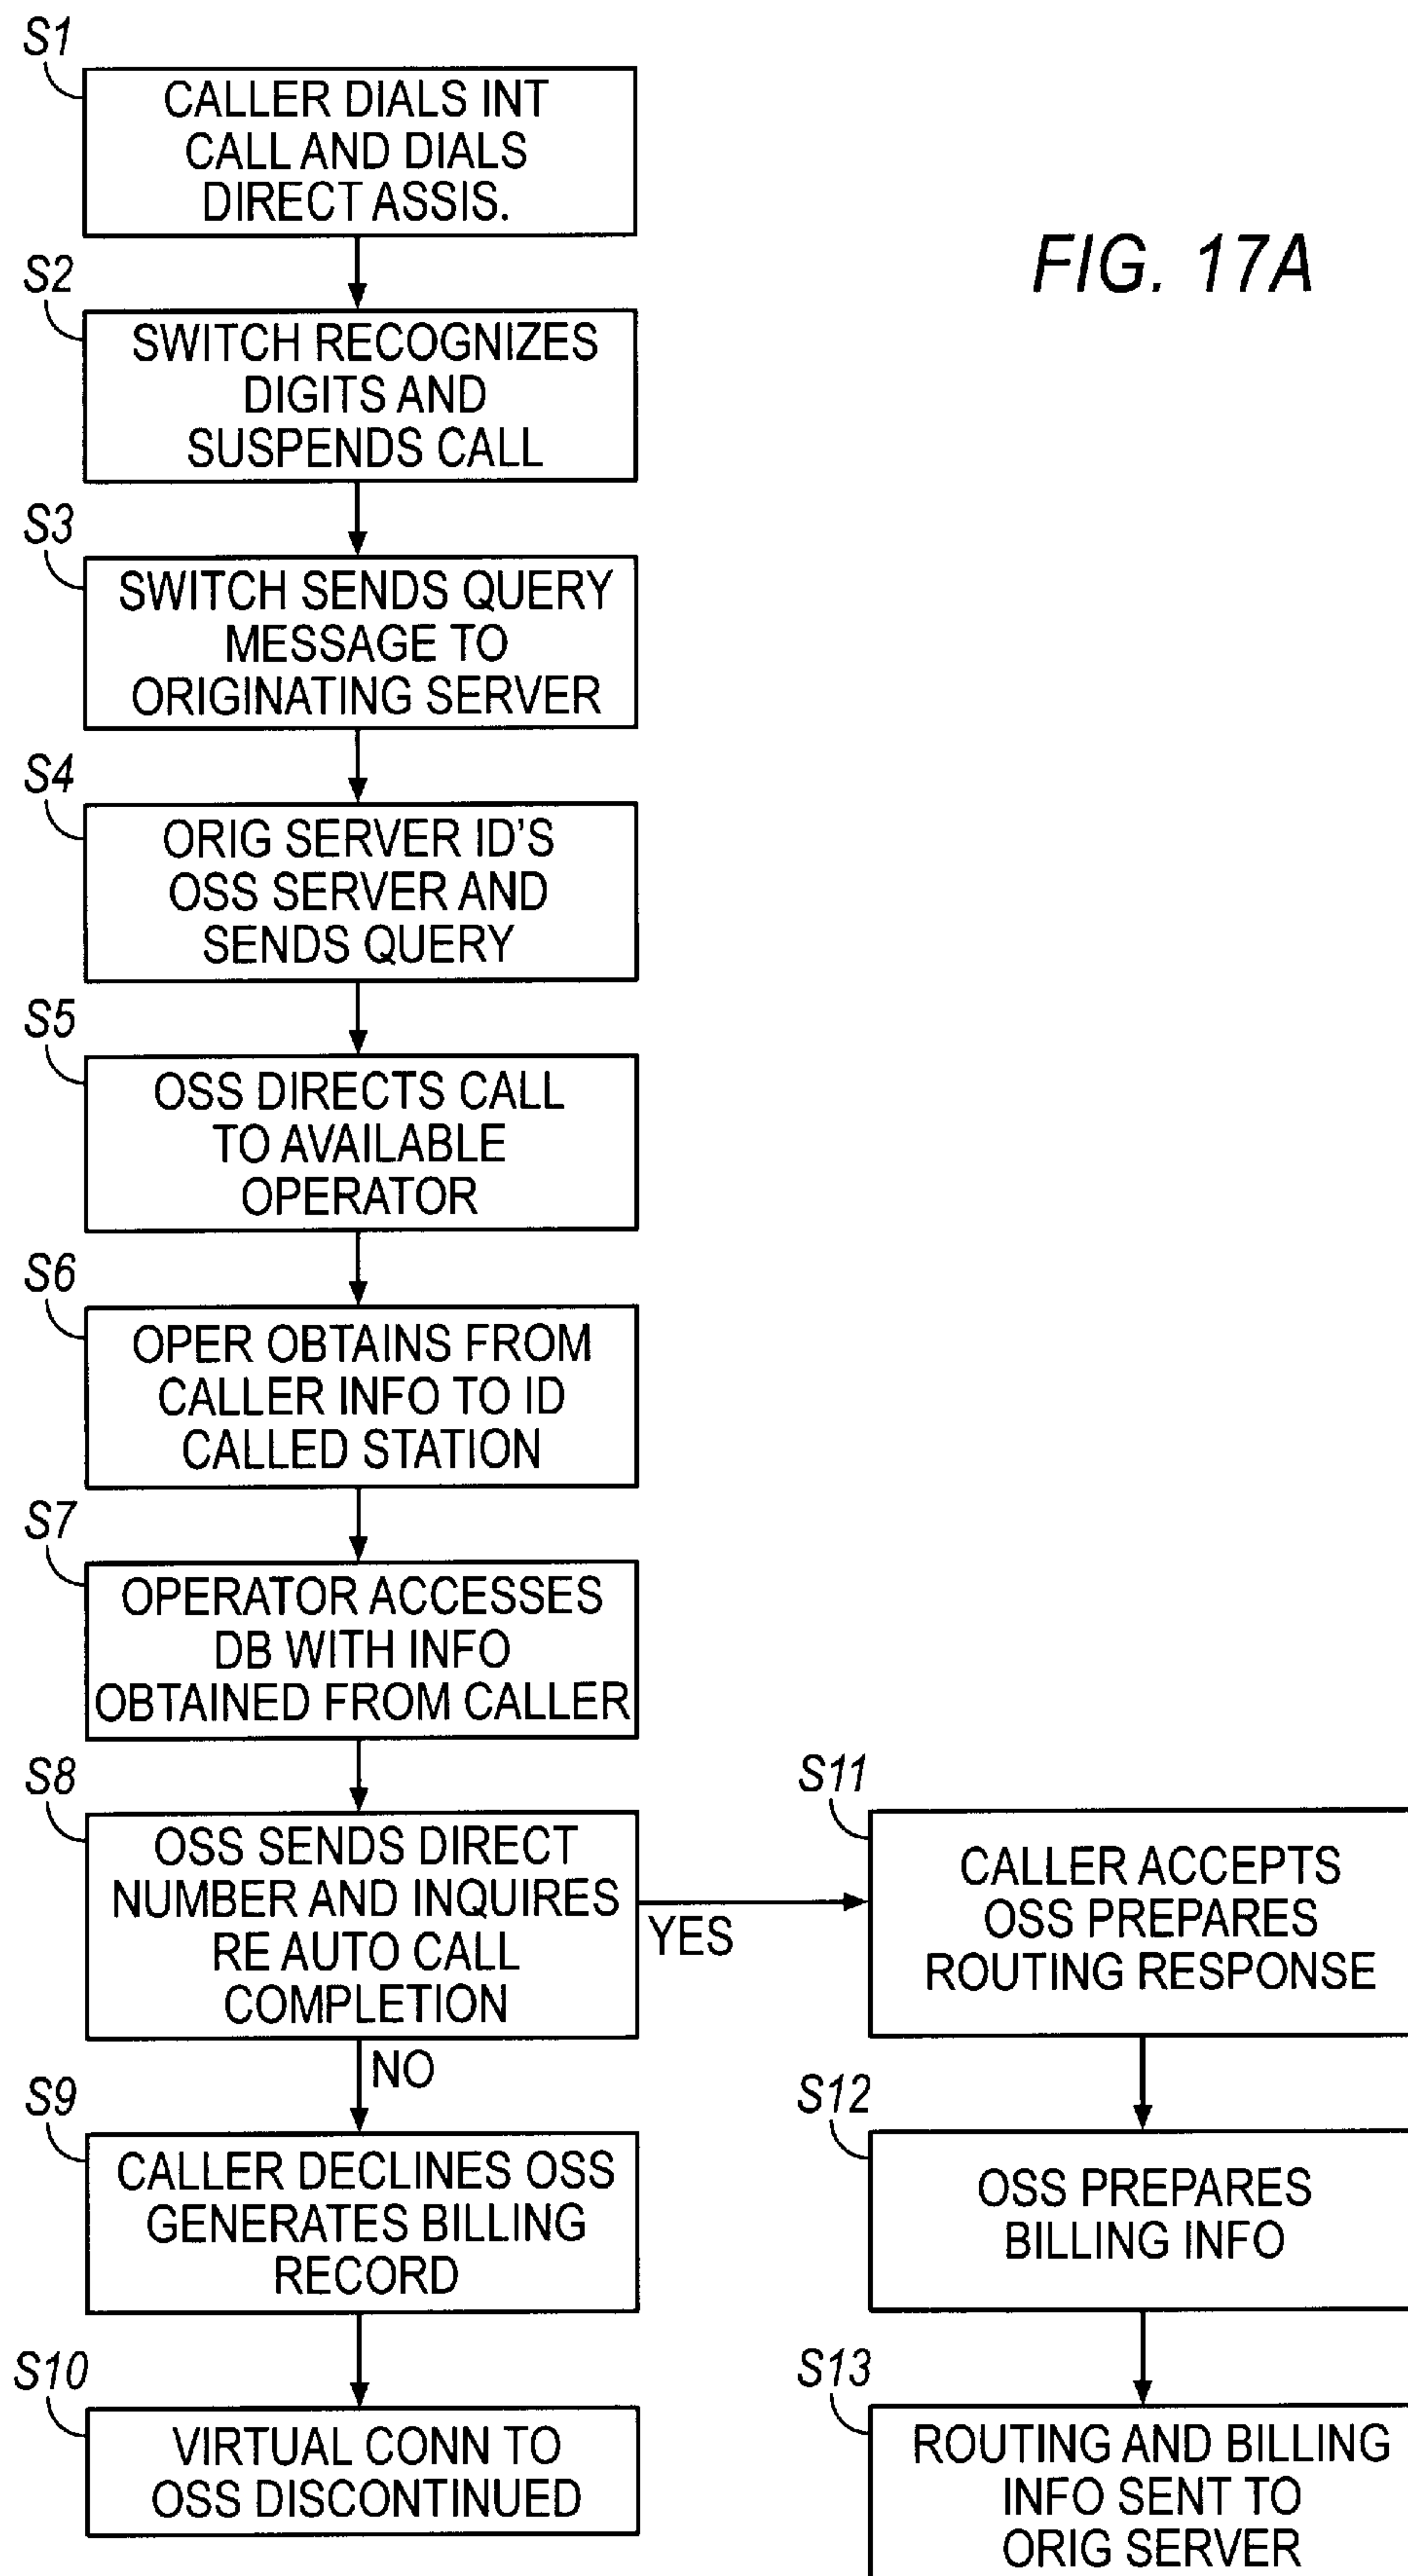 S1
CALLER DIALS INT
CALL AND DIALS
DIRECT ASSIS.
FIG. 17A
S2
SWITCH RECOGNIZES
DIGITS AND
SUSPENDS CALL
S3
SWITCH SENDS QUERY
MESSAGE TO
ORIGINATING SERVER
S4
ORIG SERVER ID'S
OSS SERVER AND
SENDS QUERY
S5
OSS DIRECTS CALL
TO AVAILABLE
OPERATOR
S6
OPER OBTAINS FROM
CALLER INFO TO ID
CALLED STATION
S7
OPERATOR ACCESSES
DB WITH INFO
OBTAINED FROM CALLER
S8
OSS SENDS DIRECT
NUMBER AND INQUIRES
RE AUTO CALL
COMPLETION
YES
NO
S9
CALLER DECLINES OSS
GENERATES BILLING
RECORD
S10
VIRTUAL CONN TO
OSS DISCONTINUED
S11
CALLER ACCEPTS
OSS PREPARES
ROUTING RESPONSE
S12
OSS PREPARES
BILLING INFO
S13
ROUTING AND BILLING
INFO SENT TO
ORIG SERVER